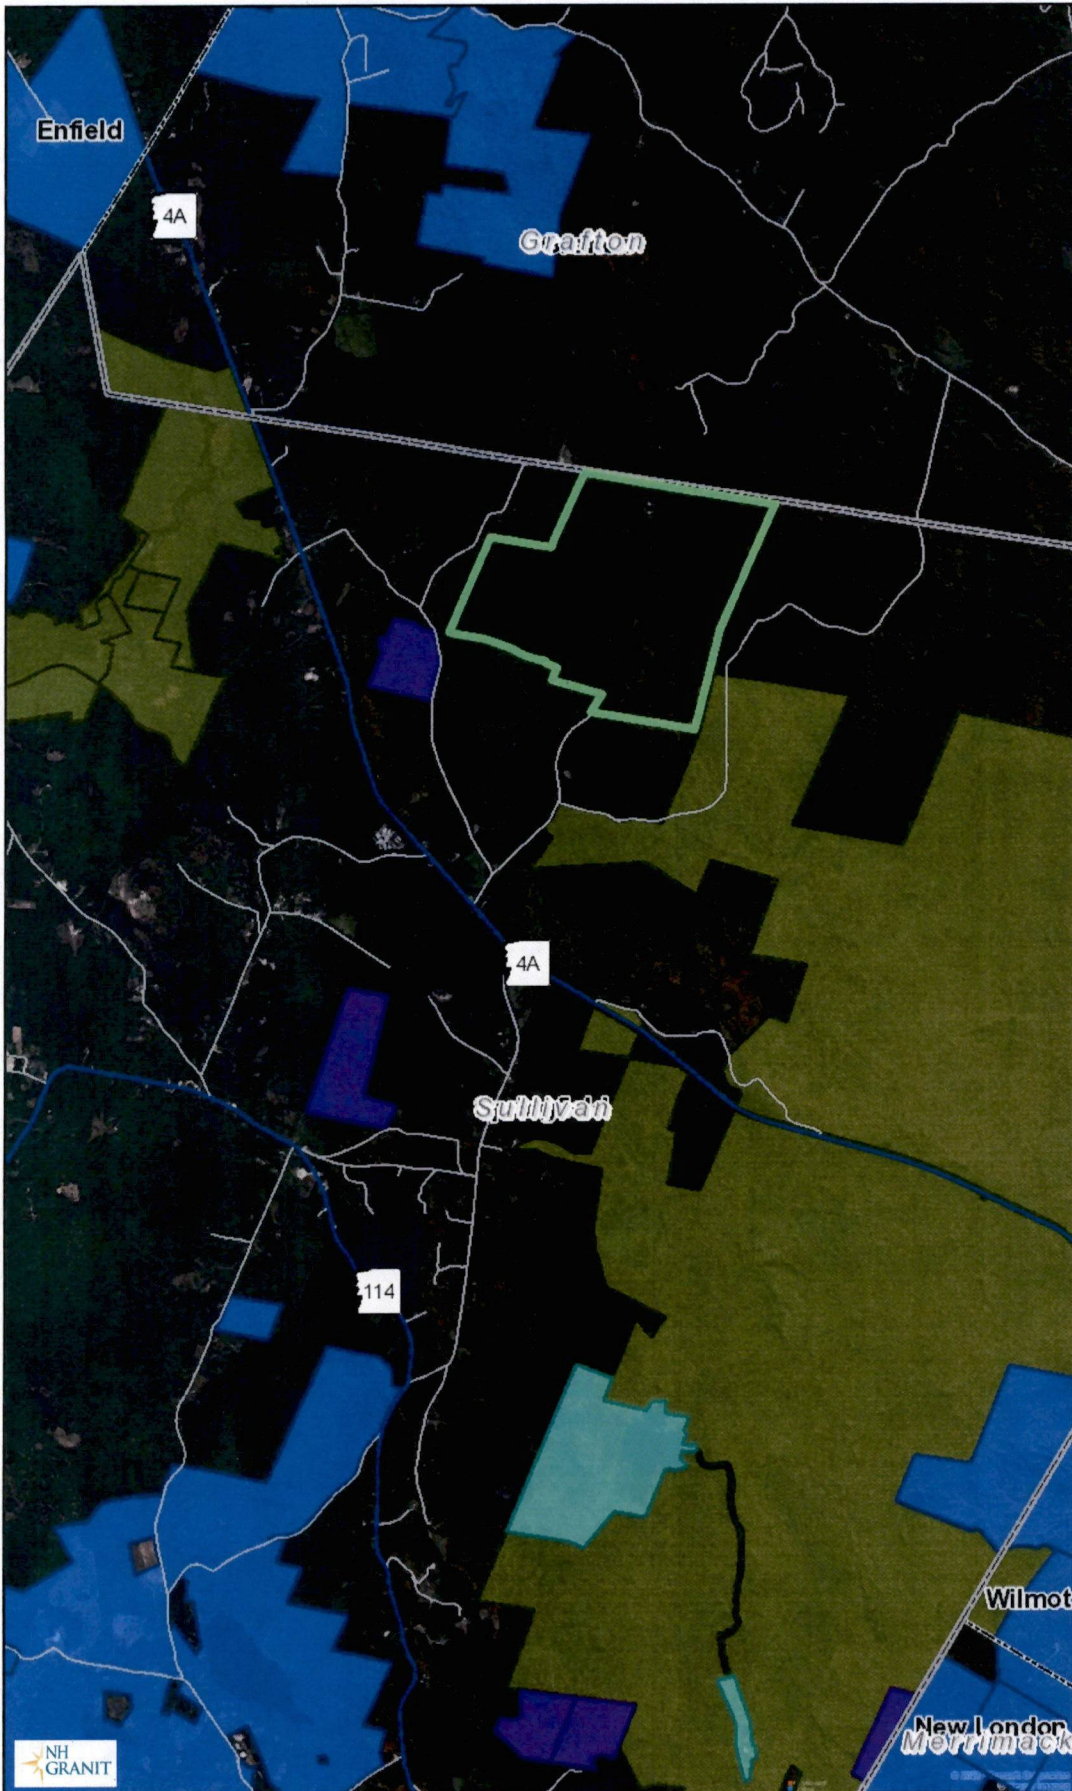 Enfield
4A
Grafton
4A
Sullivan
114
Wilmot
New London
Merrimack
NH
GRANIT